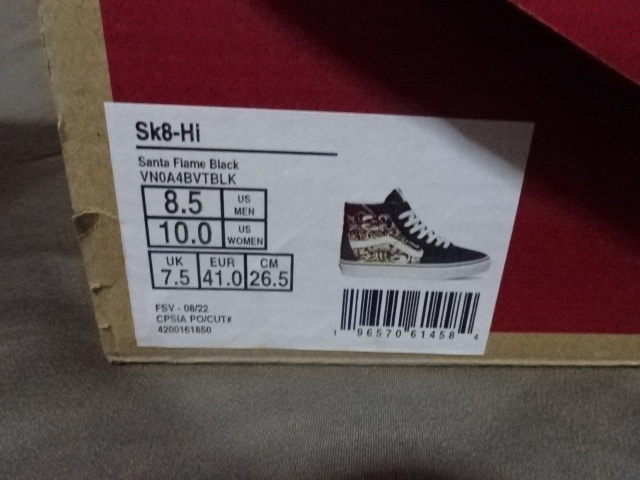 Sk8-Hi
Santa Flame Black
VN0A4BVTBLK
8.5 US MEN
10.0 US WOMEN
UK EUR CM
7.5 41.0 26.5
FSV - 08/22
CPSIA PO/CUT#
4200161850
1 96570 61458 4